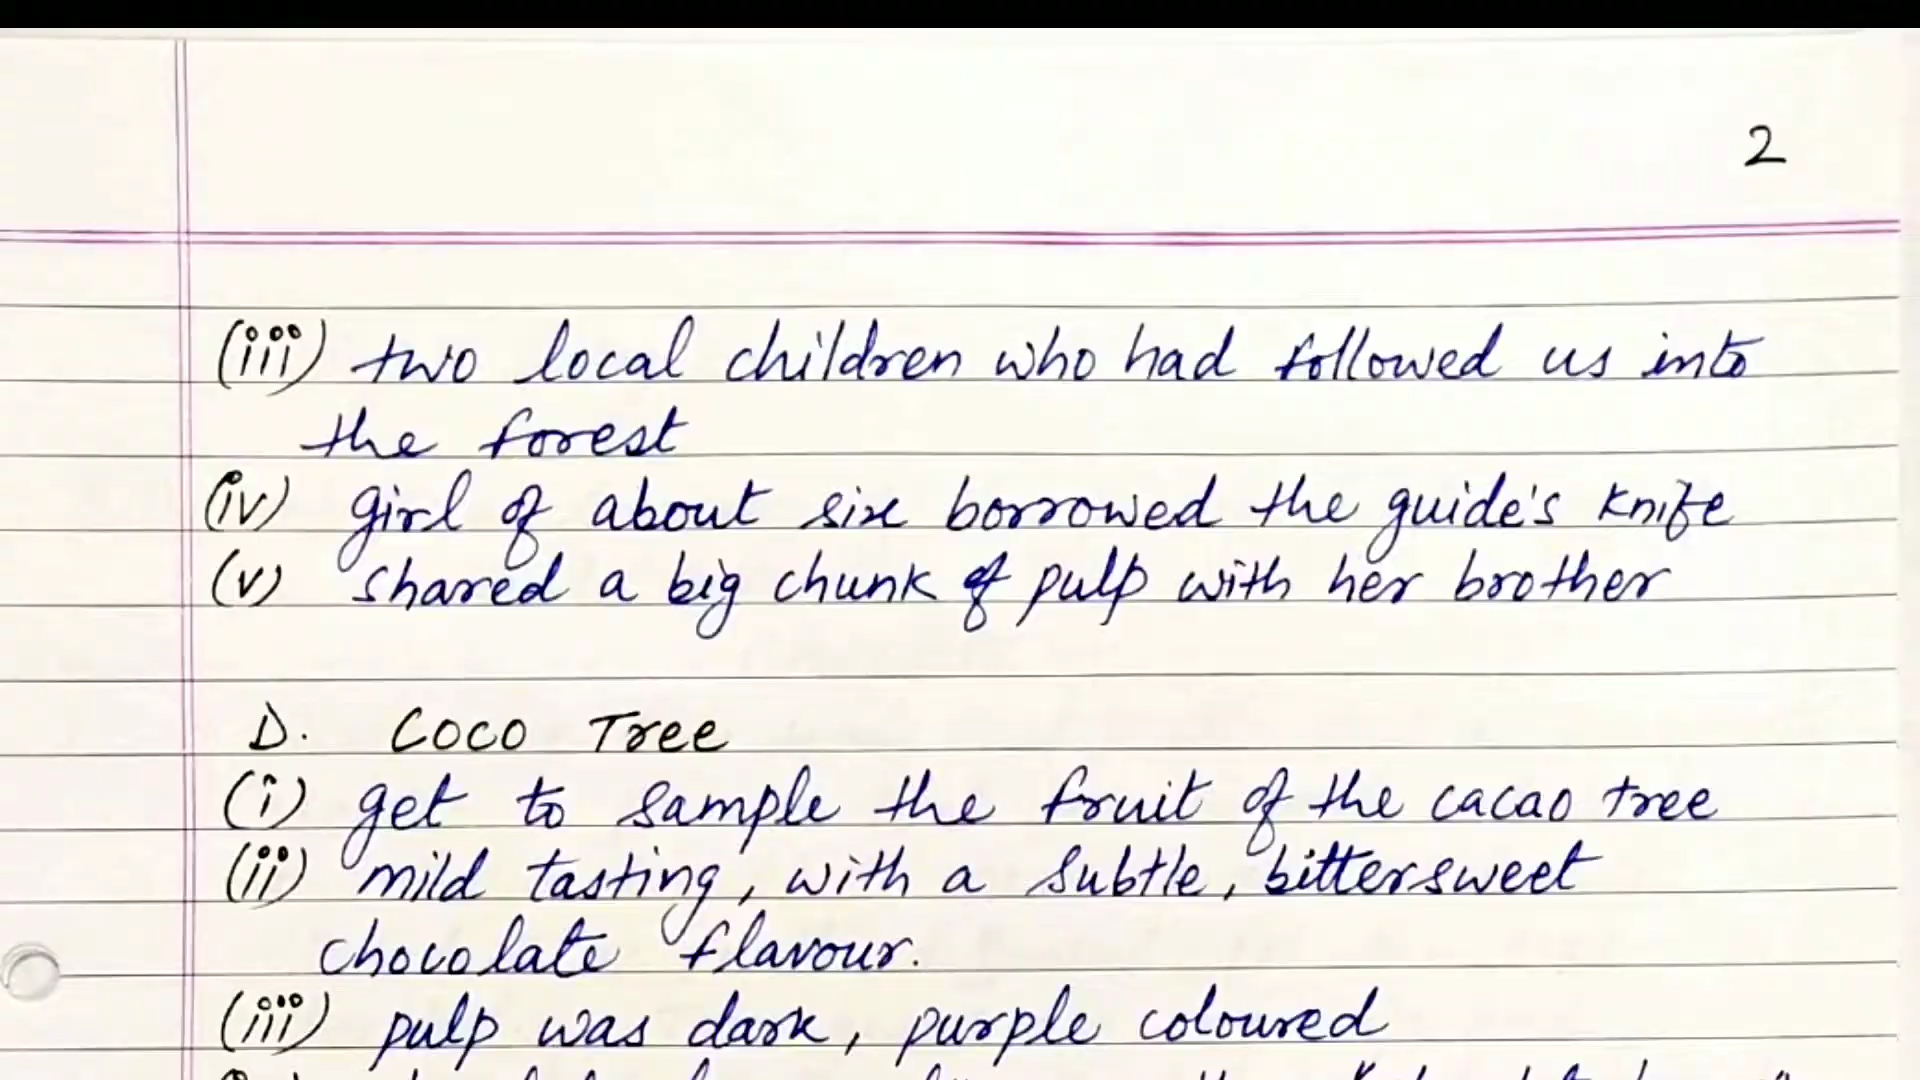 2
(iii) two local children who had followed us into
the forest
(iv) girl of about six borrowed the guide's knife
(v) shared a big chunk of pulp with her brother
D. Coco Tree
(i) get to sample the fruit of the cacao tree
(ii) mild tasting, with a subtle, bittersweet
chocolate flavour.
(iii) pulp was dark, purple coloured